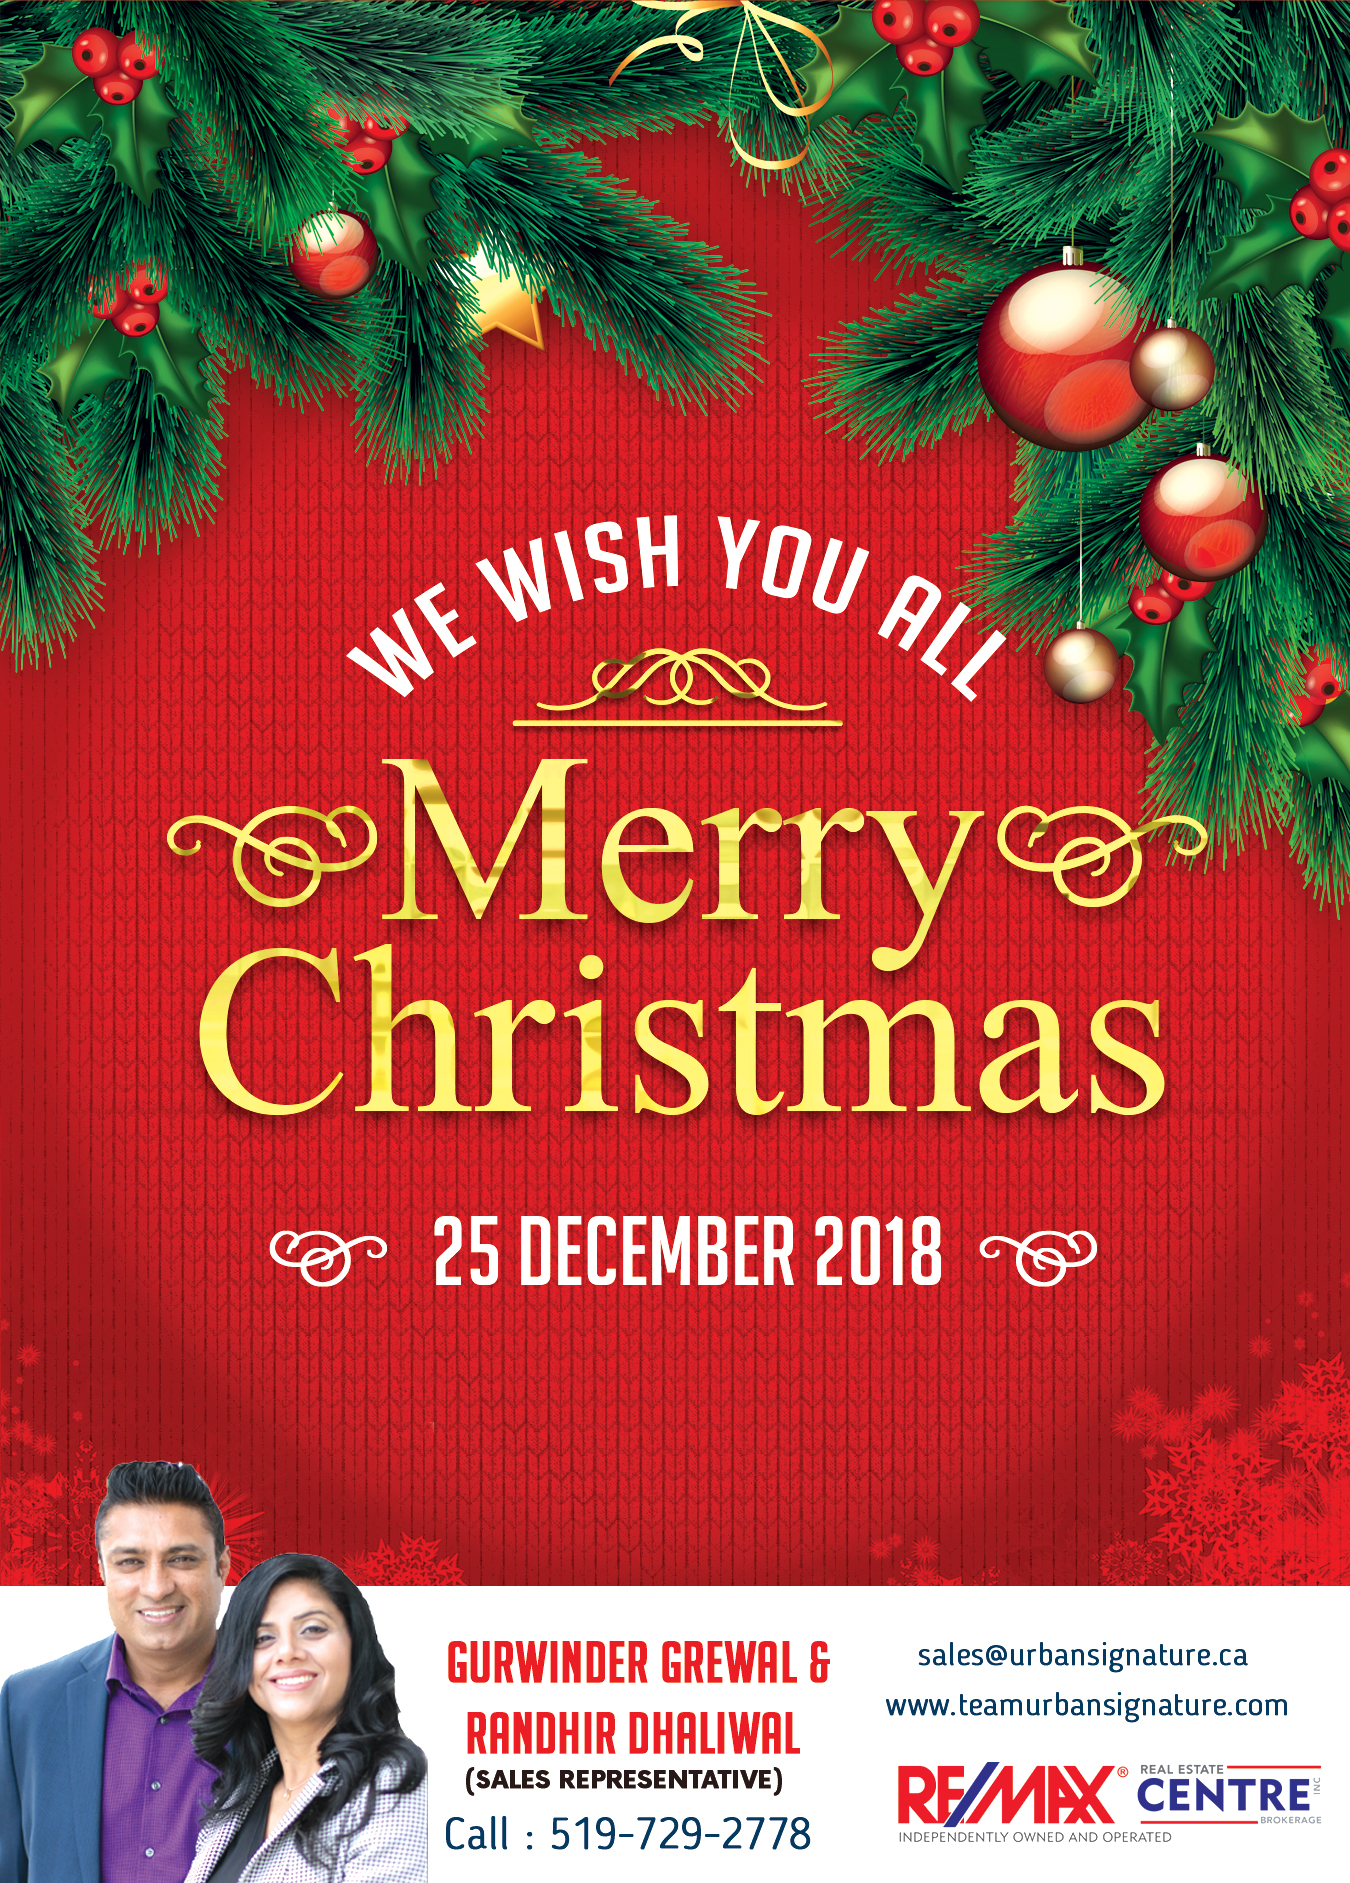 WE WISH YOU ALL
Merry
Christmas
25 DECEMBER 2018
GURWINDER GREWAL &
RANDHIR DHALIWAL
(SALES REPRESENTATIVE)
Call : 519-729-2778
sales@urbansignature.ca
www.teamurbansignature.com
RE/MAX® REAL ESTATE
CENTRE INC
BROKERAGE
INDEPENDENTLY OWNED AND OPERATED